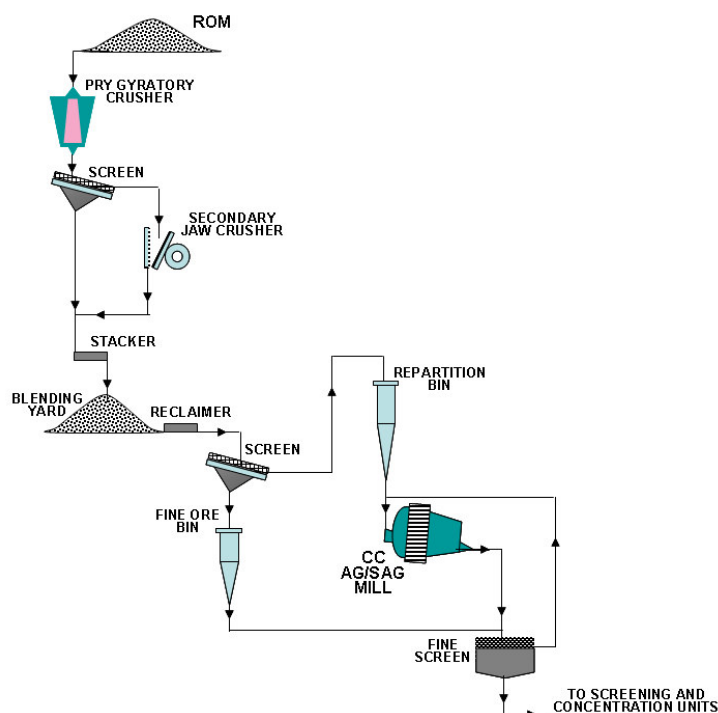 ROM
PRY GYRATORY
CRUSHER
SCREEN
SECONDARY
JAW CRUSHER
STACKER
REPARTITION
BIN
BLENDING
YARD
RECLAIMER
SCREEN
FINE ORE
BIN
CC
AG/SAG
MILL
FINE
SCREEN
TO SCREENING AND
CONCENTRATION UNITS